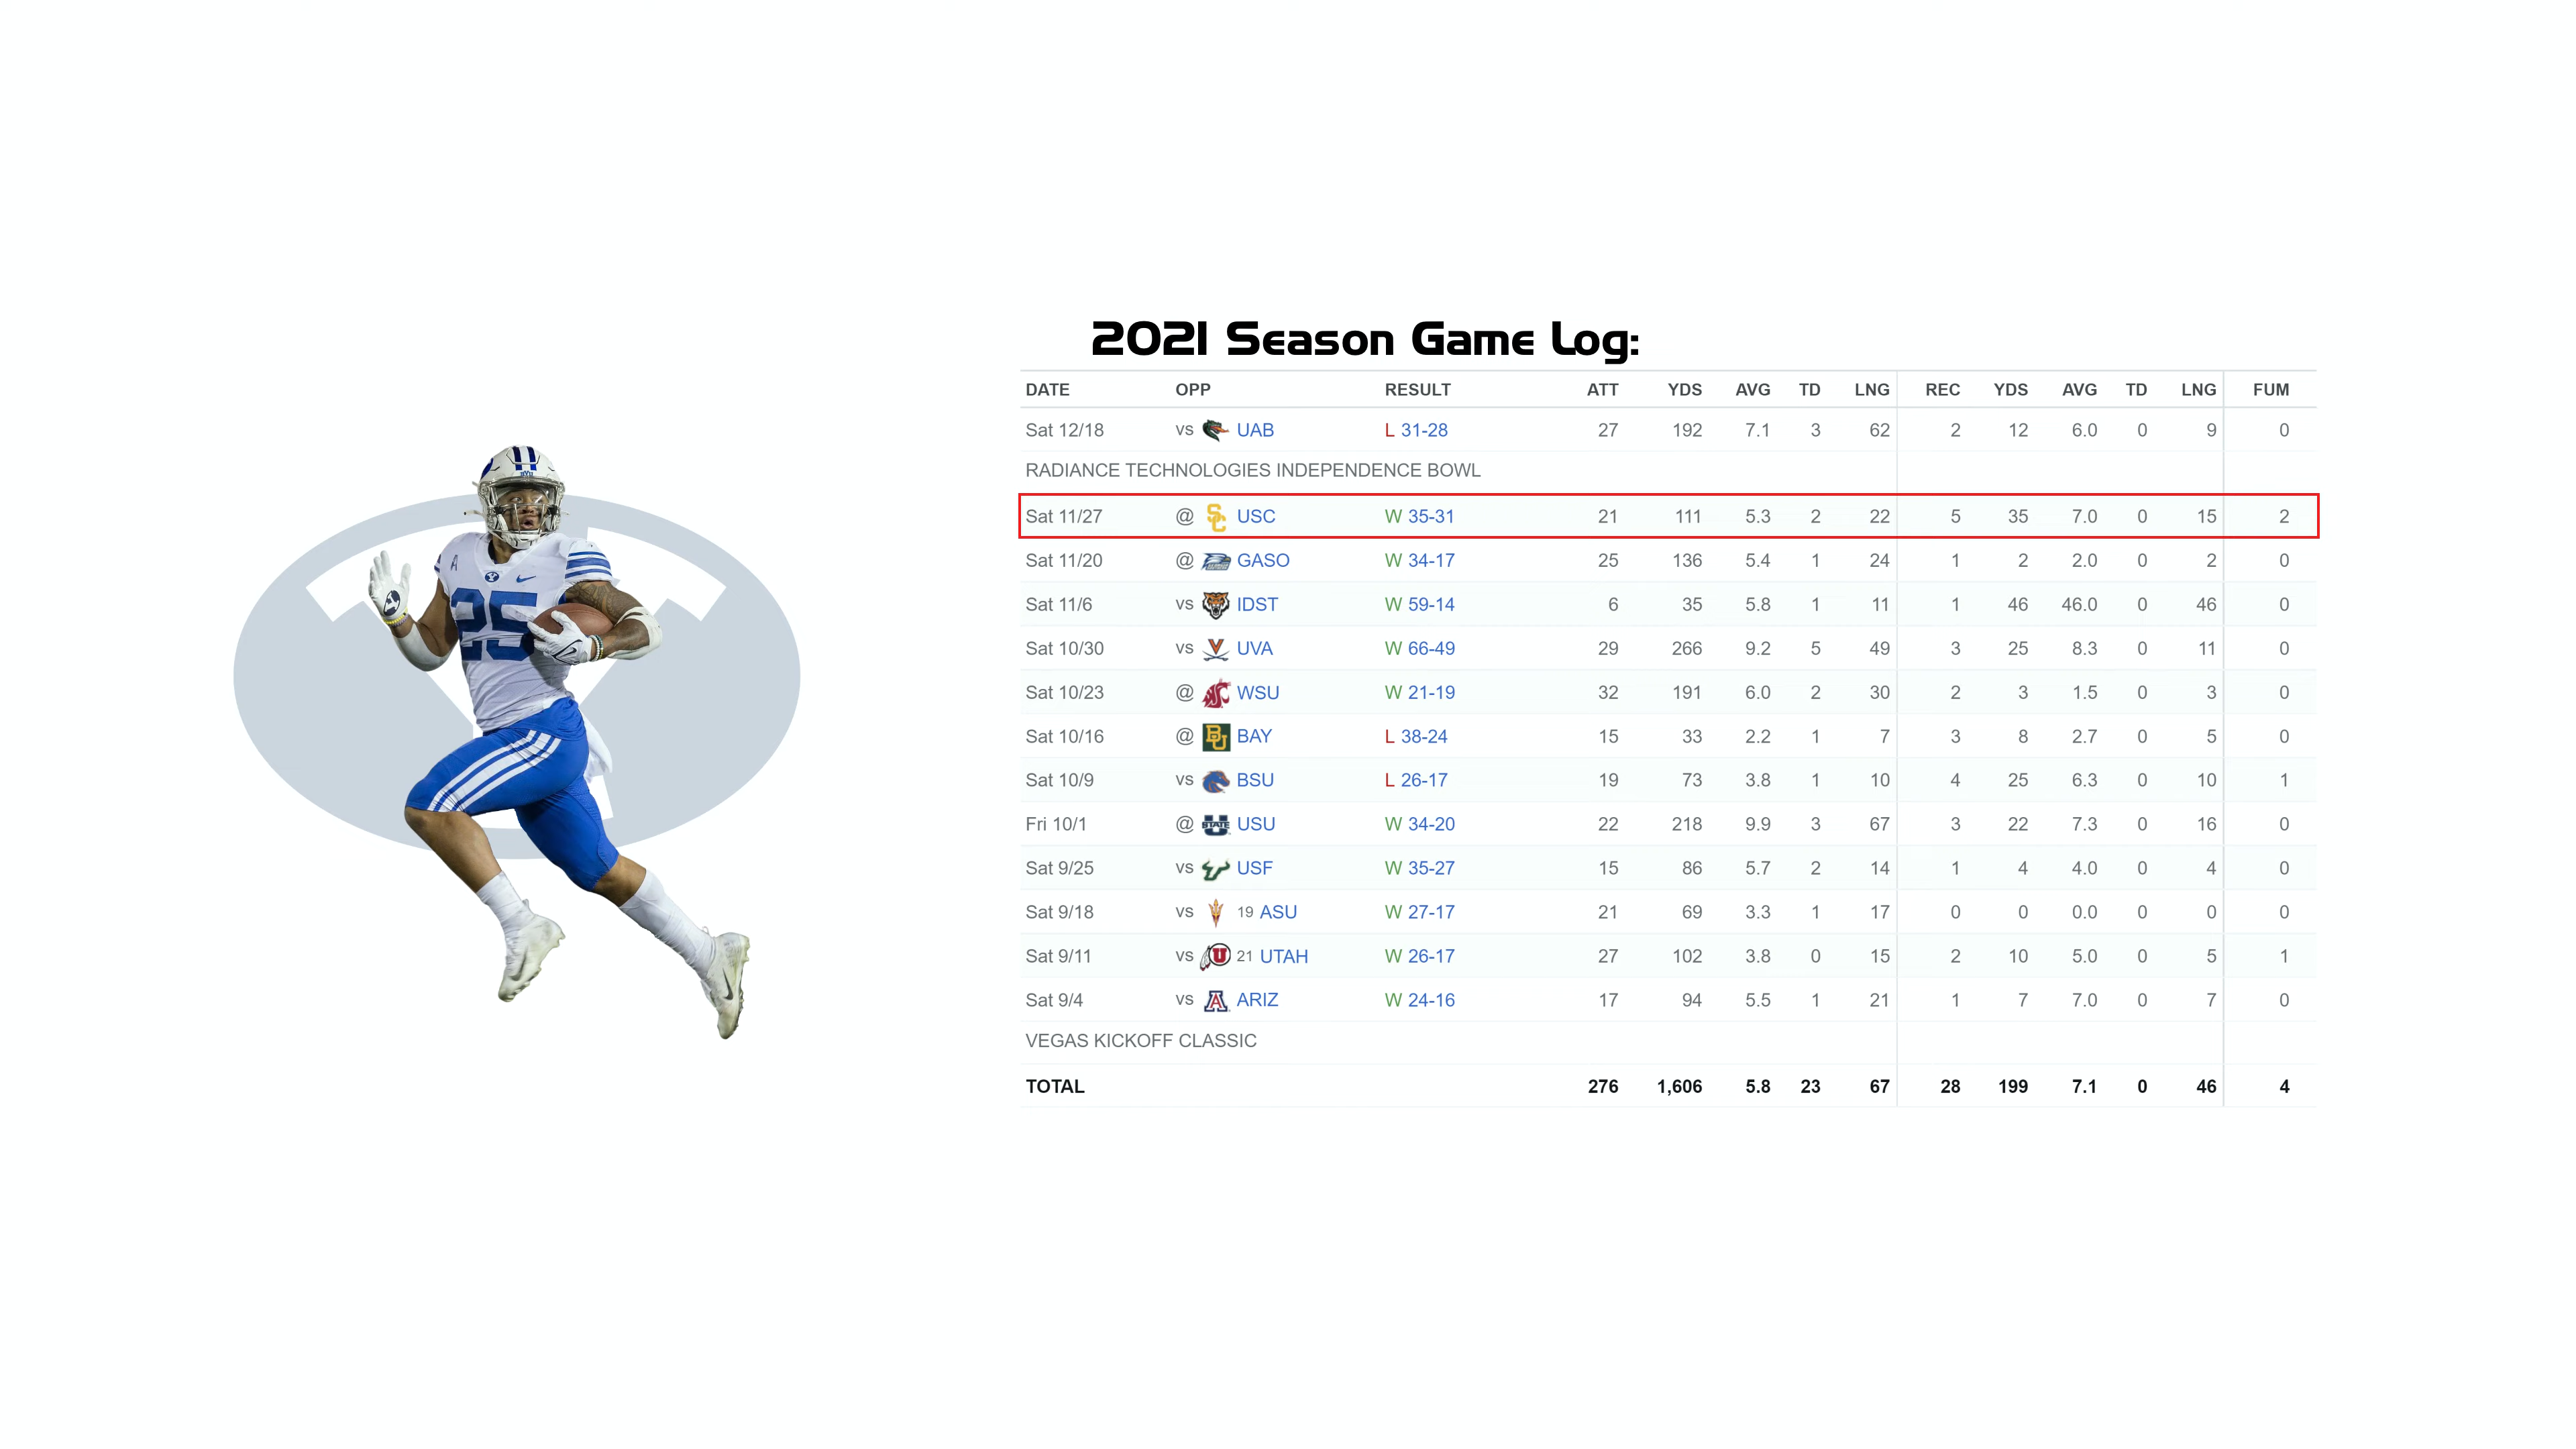 2021 Season Game Log:
DATE OPP RESULT ATT YDS AVG TD LNG REC YDS AVG TD LNG FUM
Sat 12/18 vs UAB L 31-28 27 192 7.1 3 62 2 12 6.0 0 9 0
RADIANCE TECHNOLOGIES INDEPENDENCE BOWL
Sat 11/27 @ SC USC W 35-31 21 111 5.3 2 22 5 35 7.0 0 15 2
Sat 11/20 @ GASO W 34-17 25 136 5.4 1 24 1 2 2.0 0 2 0
Sat 11/6 vs IDST W 59-14 6 35 5.8 1 11 1 46 46.0 0 46 0
Sat 10/30 vs V UVA W 66-49 29 266 9.2 5 49 3 25 8.3 0 11 0
Sat 10/23 @ WSU W 21-19 32 191 6.0 2 30 2 3 1.5 0 3 0
Sat 10/16 @ BU BAY L 38-24 15 33 2.2 1 7 3 8 2.7 0 5 0
Sat 10/9 vs BSU L 26-17 19 73 3.8 1 10 4 25 6.3 0 10 1
Fri 10/1 @ U STATE USU W 34-20 22 218 9.9 3 67 3 22 7.3 0 16 0
Sat 9/25 vs USF W 35-27 15 86 5.7 2 14 1 4 4.0 0 4 0
Sat 9/18 vs 19 ASU W 27-17 21 69 3.3 1 17 0 0 0.0 0 0 0
Sat 9/11 vs U 21 UTAH W 26-17 27 102 3.8 0 15 2 10 5.0 0 5 1
Sat 9/4 vs A ARIZ W 24-16 17 94 5.5 1 21 1 7 7.0 0 7 0
VEGAS KICKOFF CLASSIC
TOTAL 276 1,606 5.8 23 67 28 199 7.1 0 46 4
BYU
A
Y
25